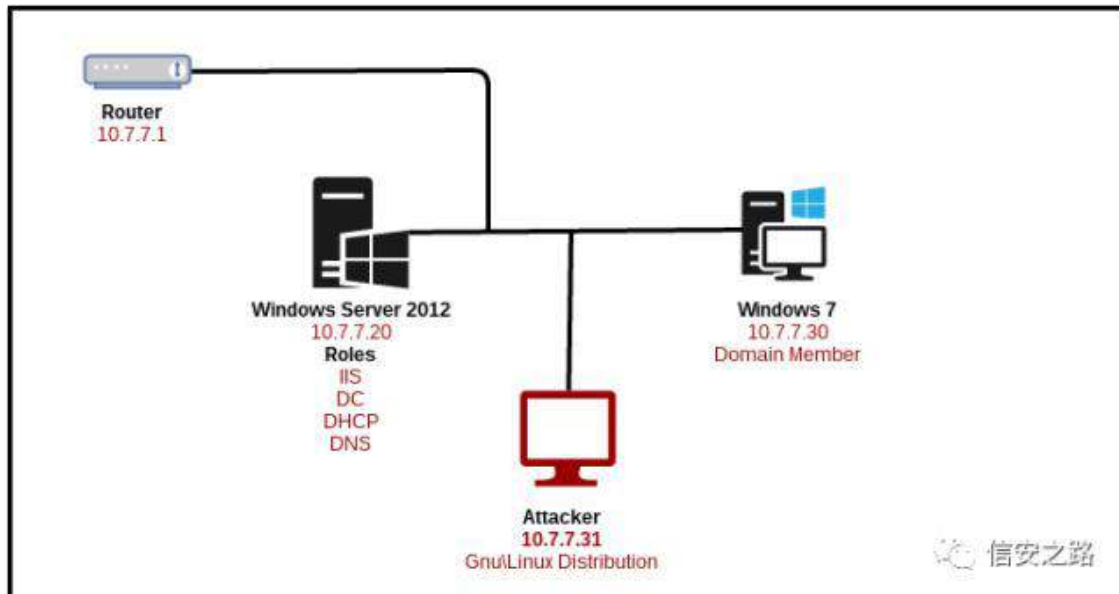 Router
10.7.7.1
Windows Server 2012
10.7.7.20
Roles
IIS
DC
DHCP
DNS
Windows 7
10.7.7.30
Domain Member
Attacker
10.7.7.31
Gnu\Linux Distribution
信安之路